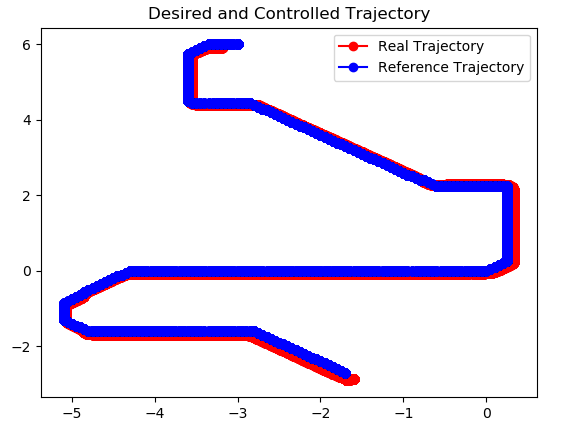 Desired and Controlled Trajectory
Real Trajectory
Reference Trajectory
6
4
2
0
−2
−5 −4 −3 −2 −1 0